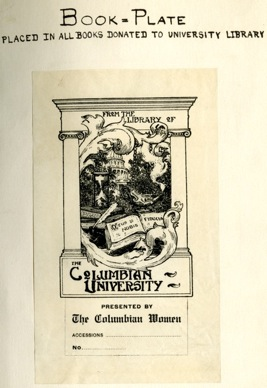 BOOK = PLATE
PLACED IN ALL BOOKS DONATED TO UNIVERSITY LIBRARY
FROM THE
LIBRARY OF
THE
COLUMBIAN
UNIVERSITY
PRESENTED BY
The Columbian Women
ACCESSIONS
No.